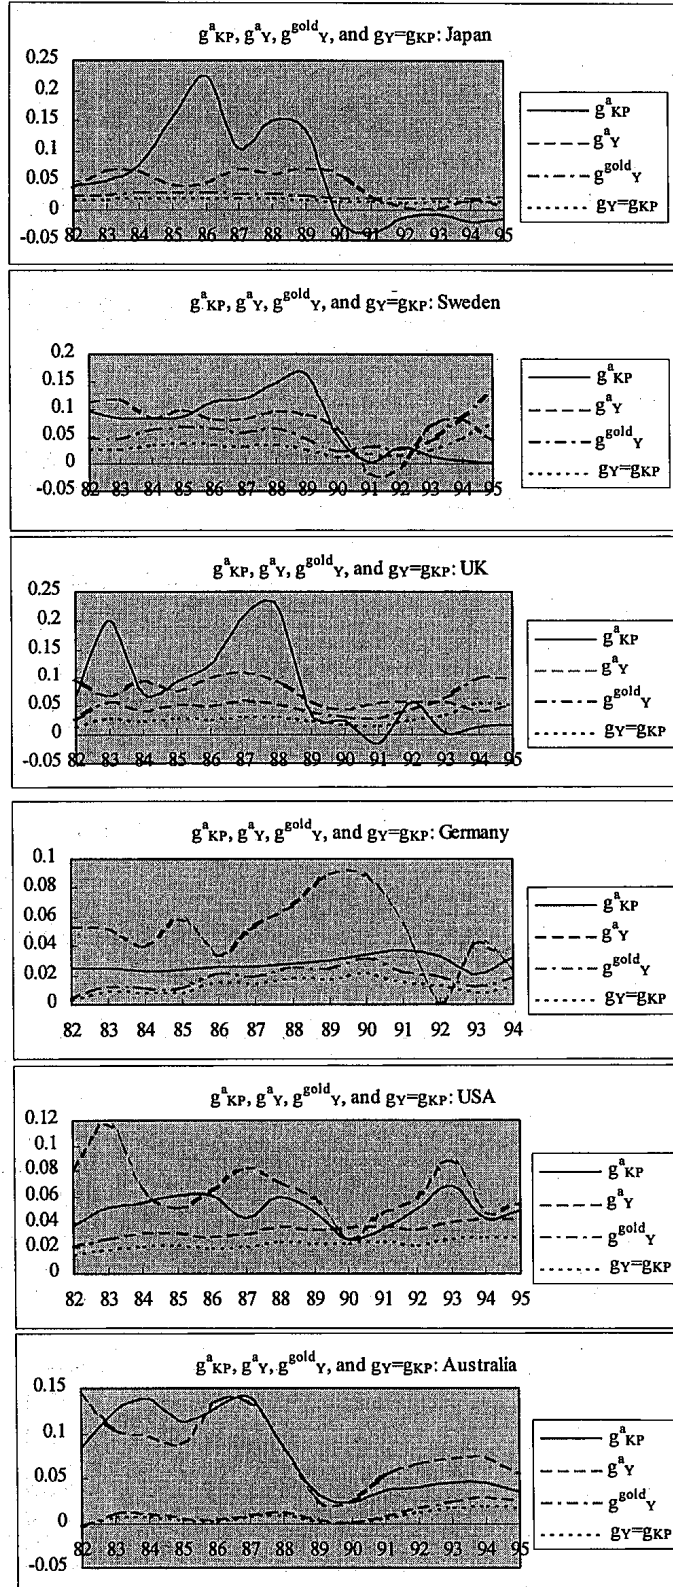 g^a_KP, g^a_Y, g^gold_Y, and g_Y=g_KP: Japan
0.25
0.2
0.15
0.1
0.05
0
-0.05
82 83 84 85 86 87 88 89 90 91 92 93 94 95
g^a_KP
g^a_Y
g^gold_Y
g_Y=g_KP
g^a_KP, g^a_Y, g^gold_Y, and g_Y=g_KP: Sweden
0.2
0.15
0.1
0.05
0
-0.05
82 83 84 85 86 87 88 89 90 91 92 93 94 95
g^a_KP
g^a_Y
g^gold_Y
g_Y=g_KP
g^a_KP, g^a_Y, g^gold_Y, and g_Y=g_KP: UK
0.25
0.2
0.15
0.1
0.05
0
-0.05
82 83 84 85 86 87 88 89 90 91 92 93 94 95
g^a_KP
g^a_Y
g^gold_Y
g_Y=g_KP
g^a_KP, g^a_Y, g^gold_Y, and g_Y=g_KP: Germany
0.1
0.08
0.06
0.04
0.02
0
82 83 84 85 86 87 88 89 90 91 92 93 94
g^a_KP
g^a_Y
g^gold_Y
g_Y=g_KP
g^a_KP, g^a_Y, g^gold_Y, and g_Y=g_KP: USA
0.12
0.1
0.08
0.06
0.04
0.02
0
82 83 84 85 86 87 88 89 90 91 92 93 94 95
g^a_KP
g^a_Y
g^gold_Y
g_Y=g_KP
g^a_KP, g^a_Y, g^gold_Y, and g_Y=g_KP: Australia
0.15
0.1
0.05
0
-0.05
82 83 84 85 86 87 88 89 90 91 92 93 94 95
g^a_KP
g^a_Y
g^gold_Y
g_Y=g_KP